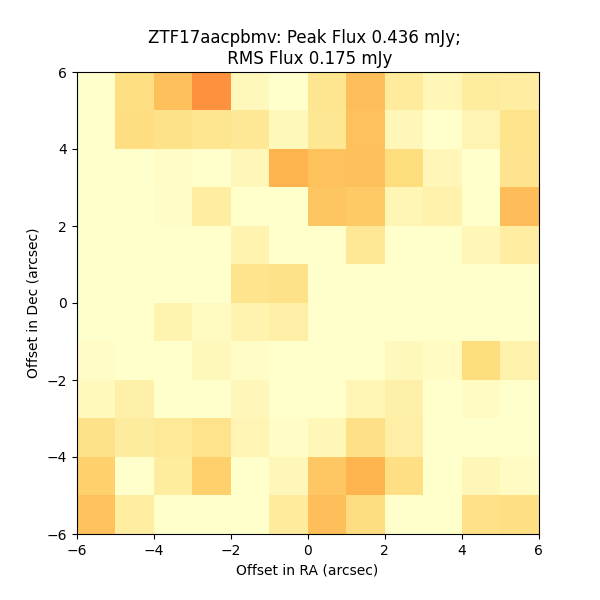 ZTF17aacpbmv: Peak Flux 0.436 mJy;
RMS Flux 0.175 mJy
6
4
2
0
−2
−4
−6
Offset in Dec (arcsec)
−6 −4 −2 0 2 4 6
Offset in RA (arcsec)